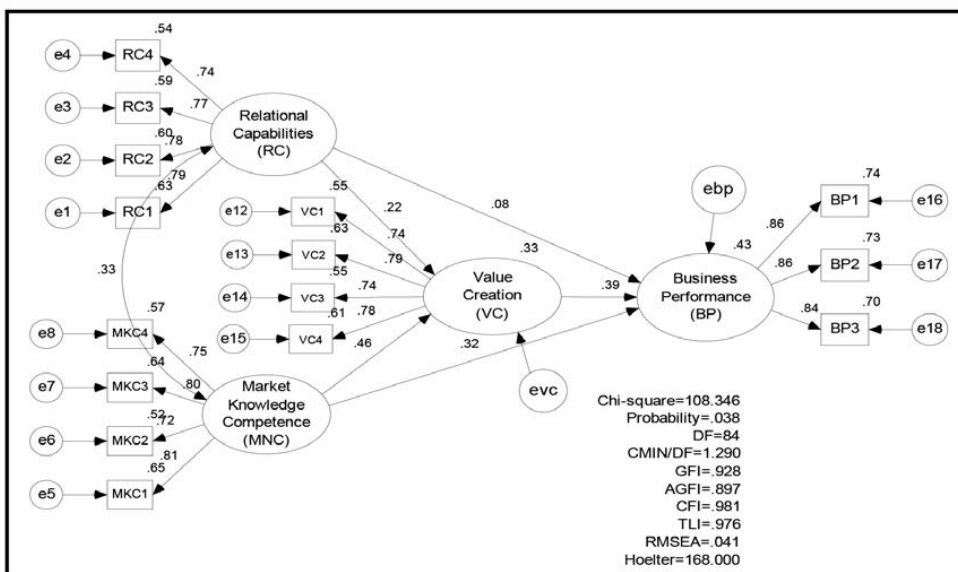 .54
e4
RC4
.74
.59
e3
RC3
.77
.60
e2
RC2
.78
.63
e1
RC1
.79
Relational
Capabilities
(RC)
.33
.08
.22
.55
e12
VC1
.74
.63
e13
VC2
.79
.55
e14
VC3
.74
.61
e15
VC4
.78
Value
Creation
(VC)
.33
.39
.46
.32
evc
ebp
.43
Business
Performance
(BP)
.74
.86
BP1
e16
.73
.86
BP2
e17
.70
.84
BP3
e18
.57
e8
MKC4
.75
.64
e7
MKC3
.80
.52
e6
MKC2
.72
.65
e5
MKC1
.81
Market
Knowledge
Competence
(MNC)
Chi-square=108.346
Probability=.038
DF=84
CMIN/DF=1.290
GFI=.928
AGFI=.897
CFI=.981
TLI=.976
RMSEA=.041
Hoelter=168.000